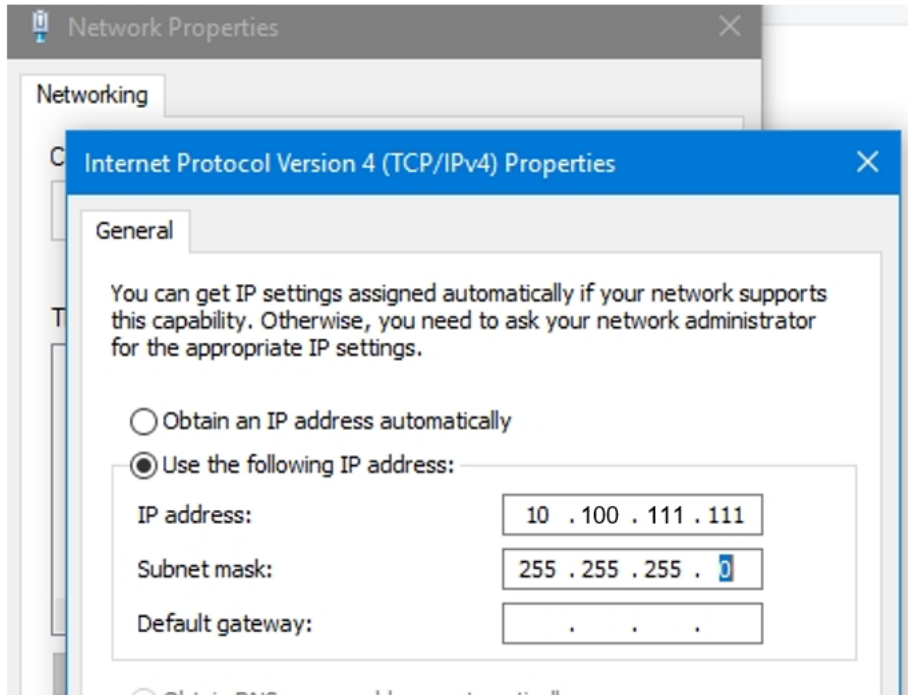 Network Properties
Networking
Internet Protocol Version 4 (TCP/IPv4) Properties
General
You can get IP settings assigned automatically if your network supports
this capability. Otherwise, you need to ask your network administrator
for the appropriate IP settings.
Obtain an IP address automatically
Use the following IP address:
IP address: 10 . 100 . 111 . 111
Subnet mask: 255 . 255 . 255 . 0
Default gateway: . . .